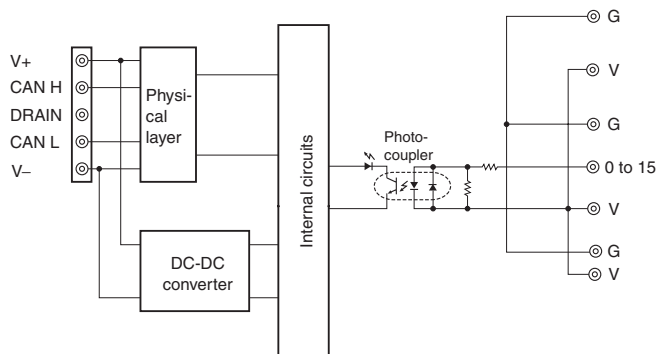 V+
CAN H
DRAIN
CAN L
V–
Physi-
cal
layer
DC-DC
converter
Internal circuits
Photo-
coupler
G
V
G
0 to 15
V
G
V